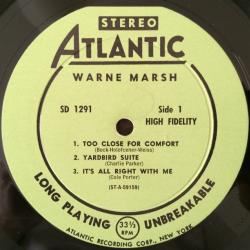 STEREO
ATLANTIC
WARNE MARSH
SD 1291
Side 1
HIGH FIDELITY
1. TOO CLOSE FOR COMFORT
(Bock-Holofcener-Weiss)
2. YARDBIRD SUITE
(Charlie Parker)
3. IT'S ALL RIGHT WITH ME
(Cole Porter)
(ST-A-59159)
LONG PLAYING 33⅓ RPM UNBREAKABLE
ATLANTIC RECORDING CORP., NEW YORK